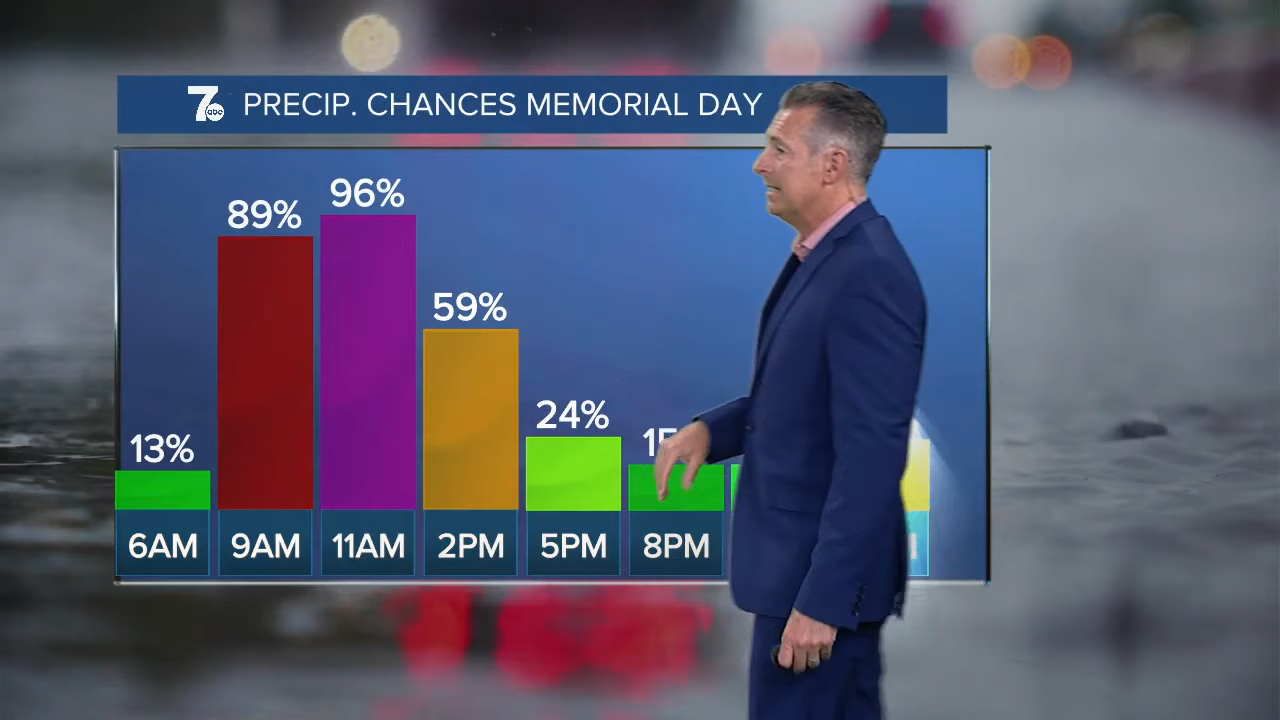 7 abc PRECIP. CHANCES MEMORIAL DAY
96%
89%
59%
24%
13%
6AM 9AM 11AM 2PM 5PM 8PM